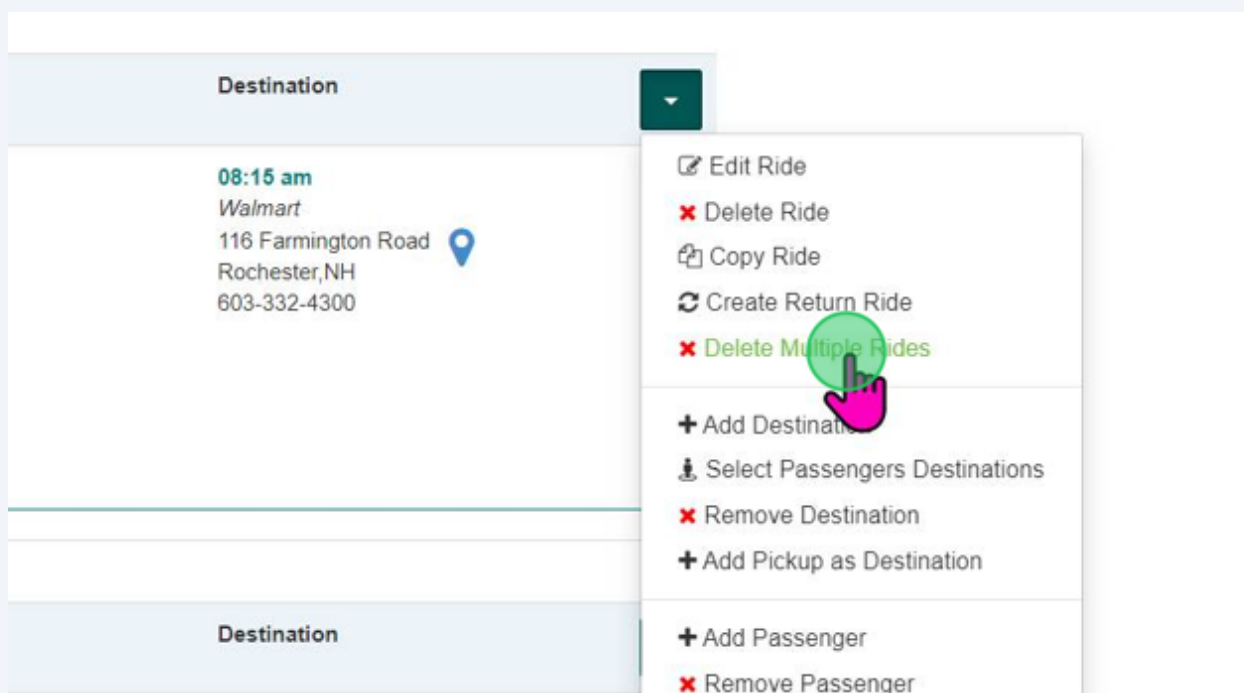 Destination
08:15 am
Walmart
116 Farmington Road
Rochester,NH
603-332-4300
Edit Ride
Delete Ride
Copy Ride
Create Return Ride
Delete Multiple Rides
Add Destination
Select Passengers Destinations
Remove Destination
Add Pickup as Destination
Destination
Add Passenger
Remove Passenger